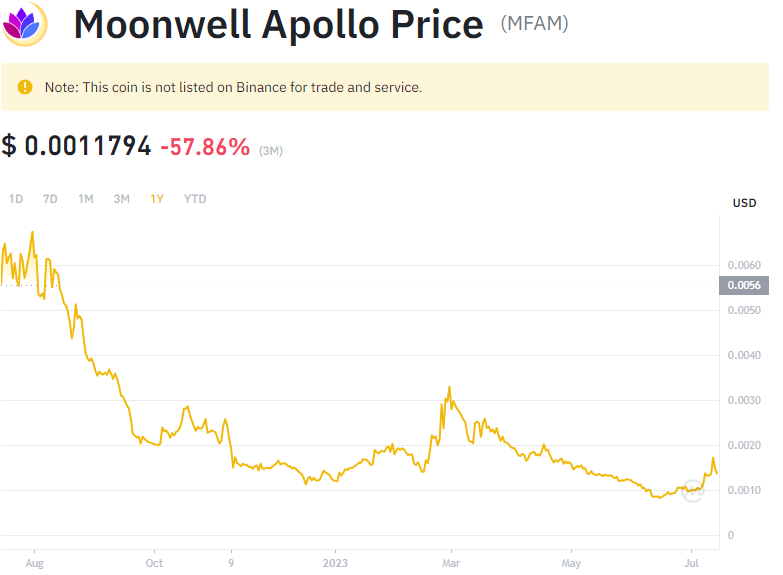 Moonwell Apollo Price (MFAM)
Note: This coin is not listed on Binance for trade and service.
$ 0.0011794 -57.86% (3M)
1D 7D 1M 3M 1Y YTD
USD
0.0060
0.0056
0.0050
0.0040
0.0030
0.0020
0.0010
0
Aug Oct 9 2023 Mar May Jul